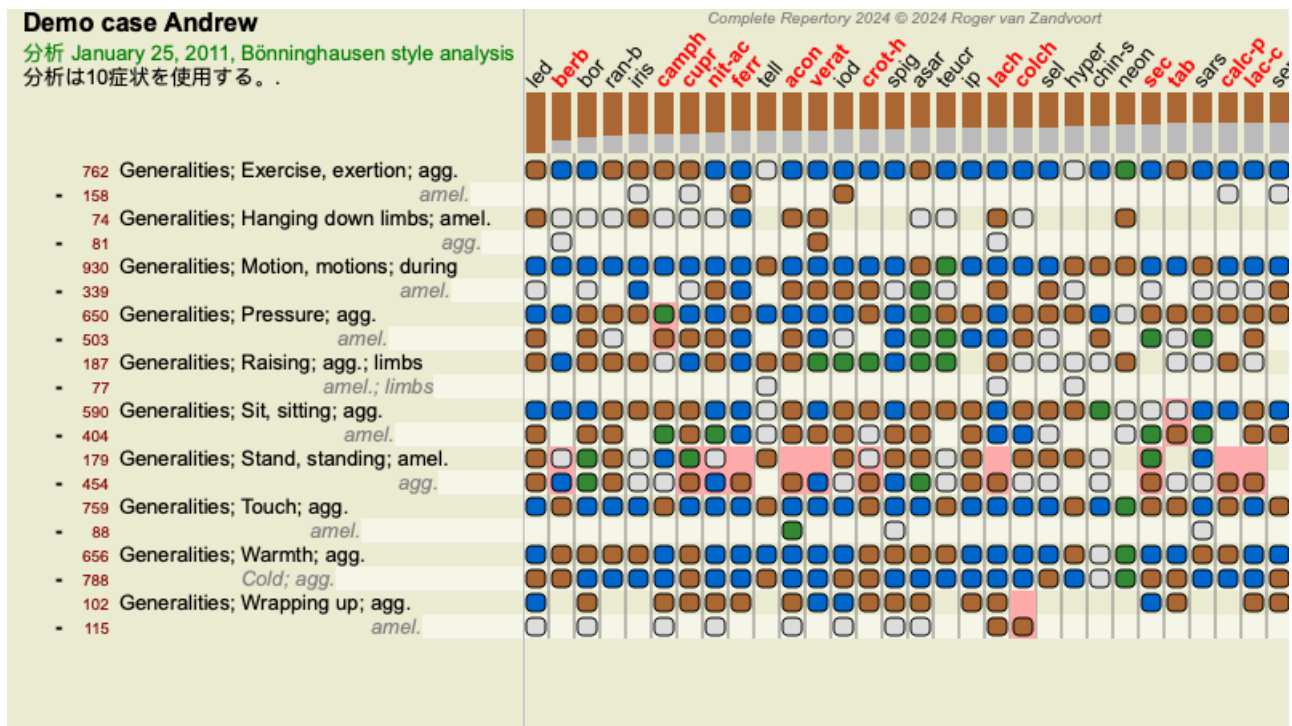 Demo case Andrew
Complete Repertory 2024 © 2024 Roger van Zandvoort
分析 January 25, 2011, Bönninghausen style analysis
分析は10症状を使用する。.
led berb bor ran-b iris camph cupr nit-ac ferr tell acon verat iod crot-h spig asar teucr ip lach colch sel hyper chin-s neon sec tab sars calc-p lac-c
762 Generalities; Exercise, exertion; agg.
- 158 amel.
74 Generalities; Hanging down limbs; amel.
- 81 agg.
930 Generalities; Motion, motions; during
- 339 amel.
650 Generalities; Pressure; agg.
- 503 amel.
187 Generalities; Raising; agg.; limbs
- 77 amel.; limbs
590 Generalities; Sit, sitting; agg.
- 404 amel.
179 Generalities; Stand, standing; amel.
- 454 agg.
759 Generalities; Touch; agg.
- 88 amel.
656 Generalities; Warmth; agg.
- 788 Cold; agg.
102 Generalities; Wrapping up; agg.
- 115 amel.